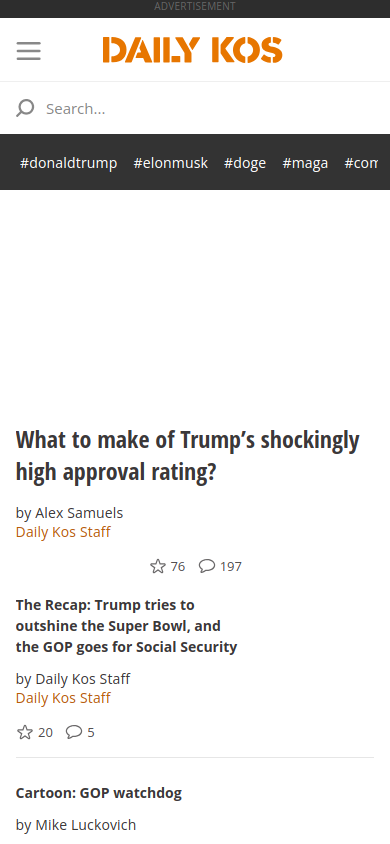 ADVERTISEMENT
DAILY KOS
Search...
#donaldtrump #elonmusk #doge #maga #com
What to make of Trump’s shockingly
high approval rating?
by Alex Samuels
Daily Kos Staff
76 197
The Recap: Trump tries to
outshine the Super Bowl, and
the GOP goes for Social Security
by Daily Kos Staff
Daily Kos Staff
20 5
Cartoon: GOP watchdog
by Mike Luckovich